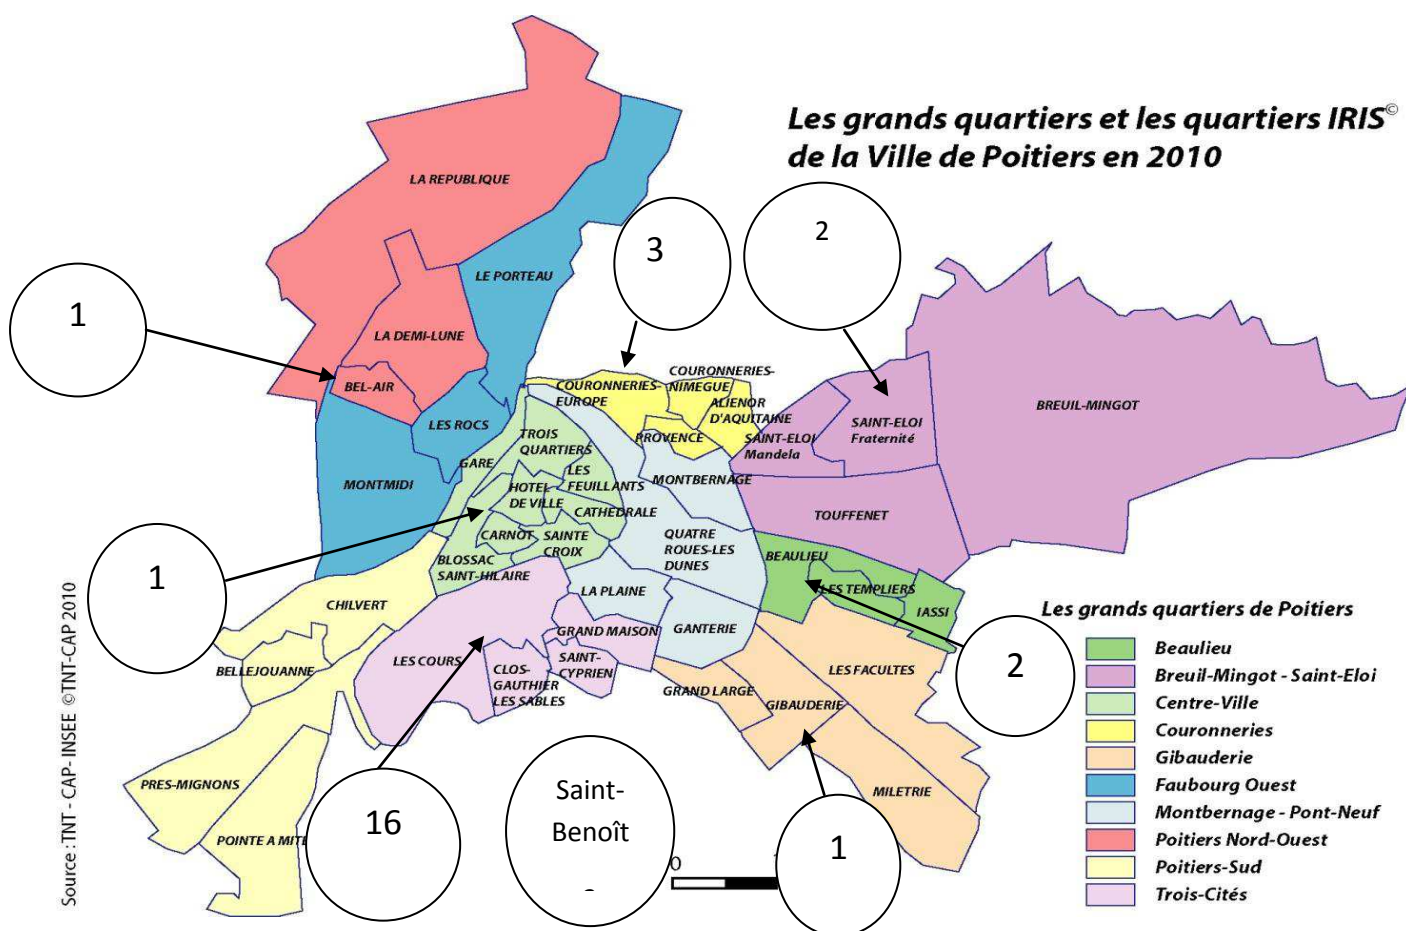 Les grands quartiers et les quartiers IRIS©
de la Ville de Poitiers en 2010
LA REPUBLIQUE
3
2
LE PORTEAU
1
LA DEMI-LUNE
BEL-AIR
COURONNERIES-
NIMEGUE
COURONNERIES-
EUROPE
ALIENOR
D'AQUITAINE
BREUIL-MINGOT
LES ROCS
TROIS
QUARTIERS
PROVENCE
SAINT-ELOI
Mandela
SAINT-ELOI
Fraternité
GARE
LES
FEUILLANTS
MONTBERNAGE
MONTMIDI
HOTEL
DE VILLE
CATHEDRALE
TOUFFENET
CARNOT
SAINTE
CROIX
QUATRE
ROUES-LES
DUNES
BEAULIEU
1
BLOSSAC
SAINT-HILAIRE
LA PLAINE
LES TEMPLIERS
IASSI
CHILVERT
GANTERIE
GRAND MAISON
LES COURS
BELLEJOUANNE
CLOS-
GAUTHIER
LES SABLES
SAINT-
CYPRIEN
LES FACULTES
2
GRAND LARGE
GIBAUDERIE
PRES-MIGNONS
MILETRIE
POINTE A MITE
16
Saint-
Benoît
1
0
Les grands quartiers de Poitiers
Beaulieu
Breuil-Mingot - Saint-Eloi
Centre-Ville
Couronneries
Gibauderie
Faubourg Ouest
Montbernage - Pont-Neuf
Poitiers Nord-Ouest
Poitiers-Sud
Trois-Cités
Source : TNT - CAP- INSEE ©TNT-CAP 2010